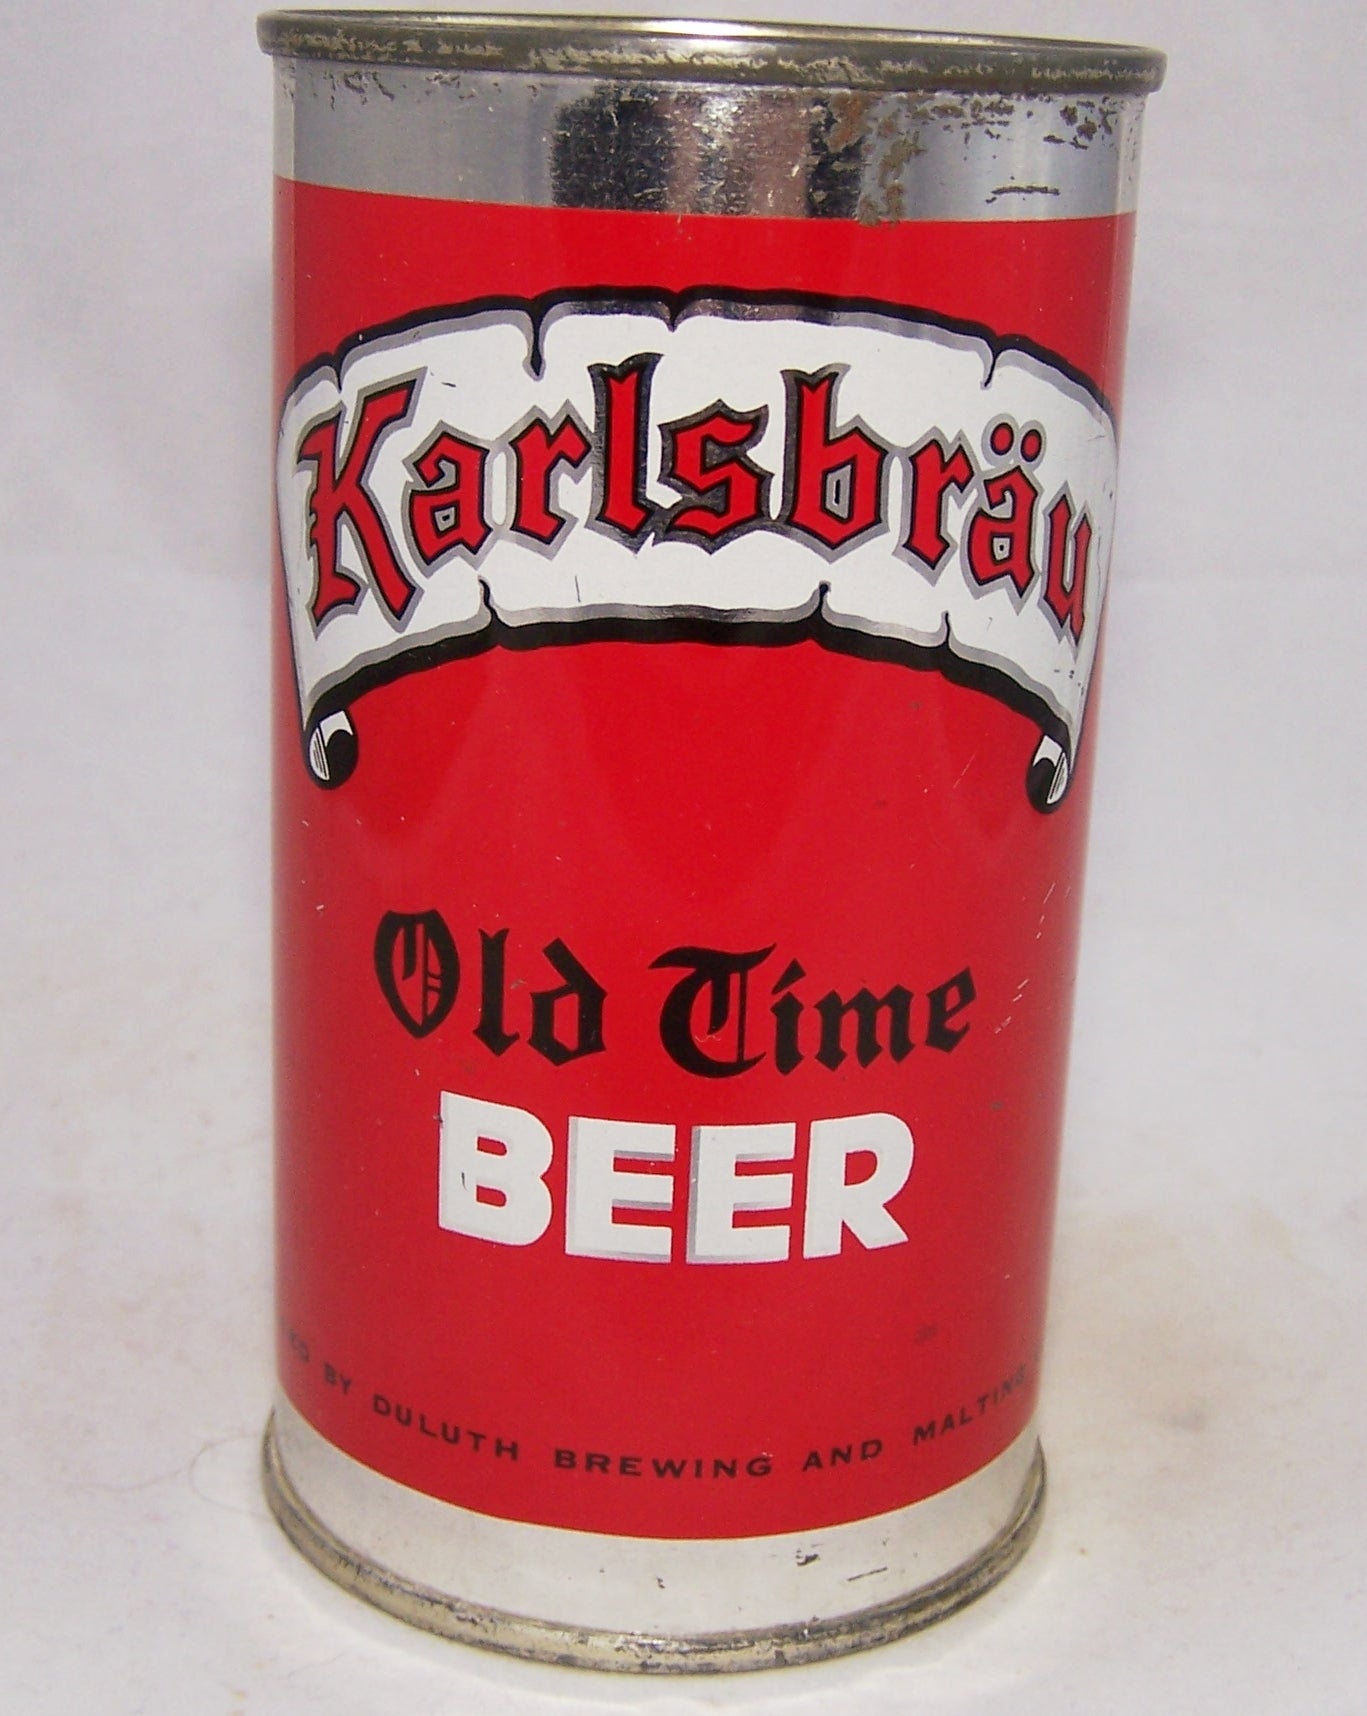 Karlsbräu
Old Time
BEER
BY DULUTH BREWING AND MALTING